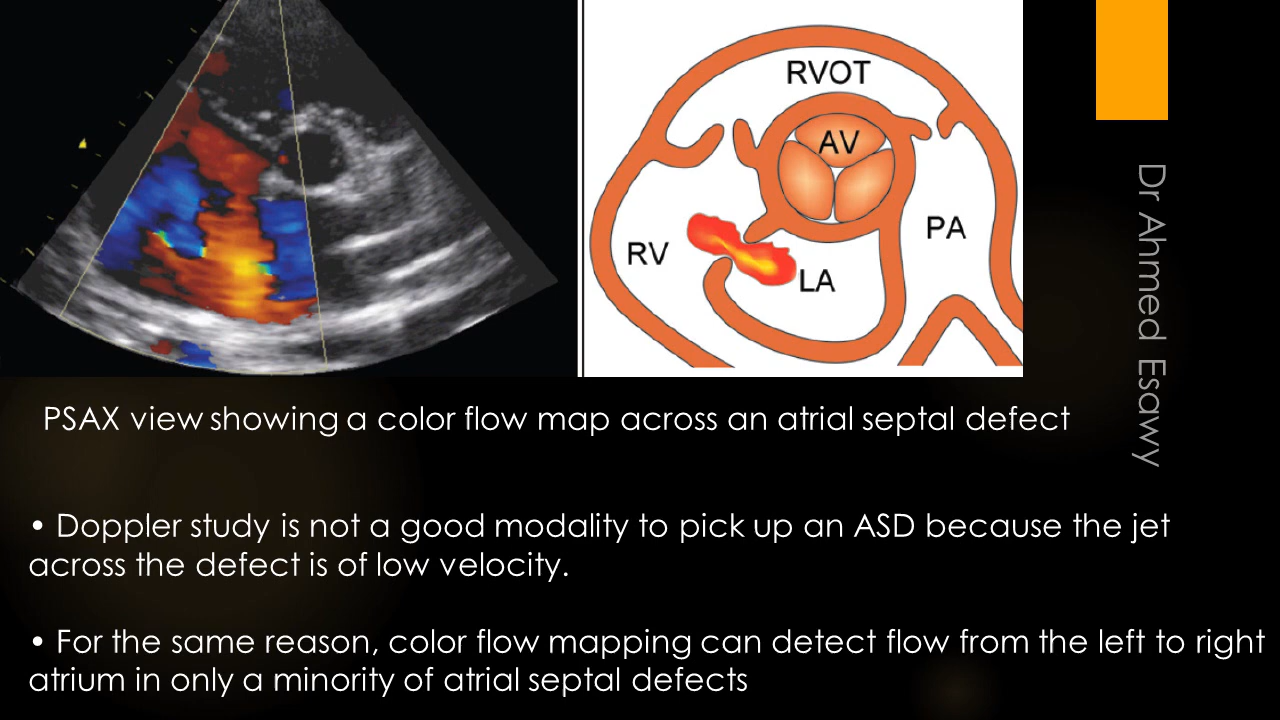 RVOT
AV
PA
RV
LA
Dr Ahmed Esawy
PSAX view showing a color flow map across an atrial septal defect
• Doppler study is not a good modality to pick up an ASD because the jet
across the defect is of low velocity.
• For the same reason, color flow mapping can detect flow from the left to right
atrium in only a minority of atrial septal defects